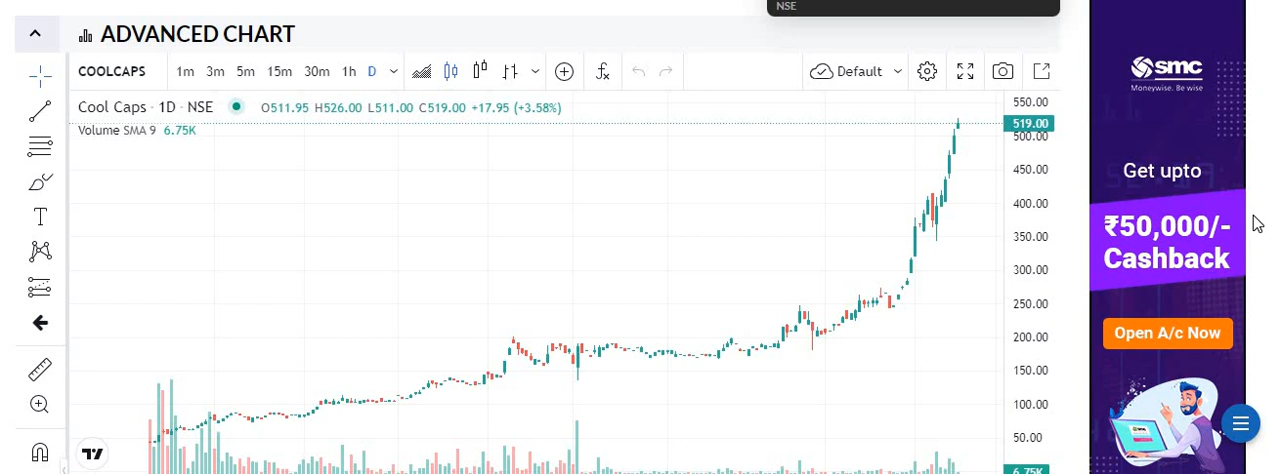 NSE
ADVANCED CHART
COOLCAPS 1m 3m 5m 15m 30m 1h D Default
Cool Caps · 1D · NSE O511.95 H526.00 L511.00 C519.00 +17.95 (+3.58%)
Volume SMA 9 6.75K
550.00
519.00
500.00
450.00
400.00
350.00
300.00
250.00
200.00
150.00
100.00
50.00
6.75K
smc
Moneywise. Be wise
Get upto
₹50,000/-
Cashback
Open A/c Now
smc